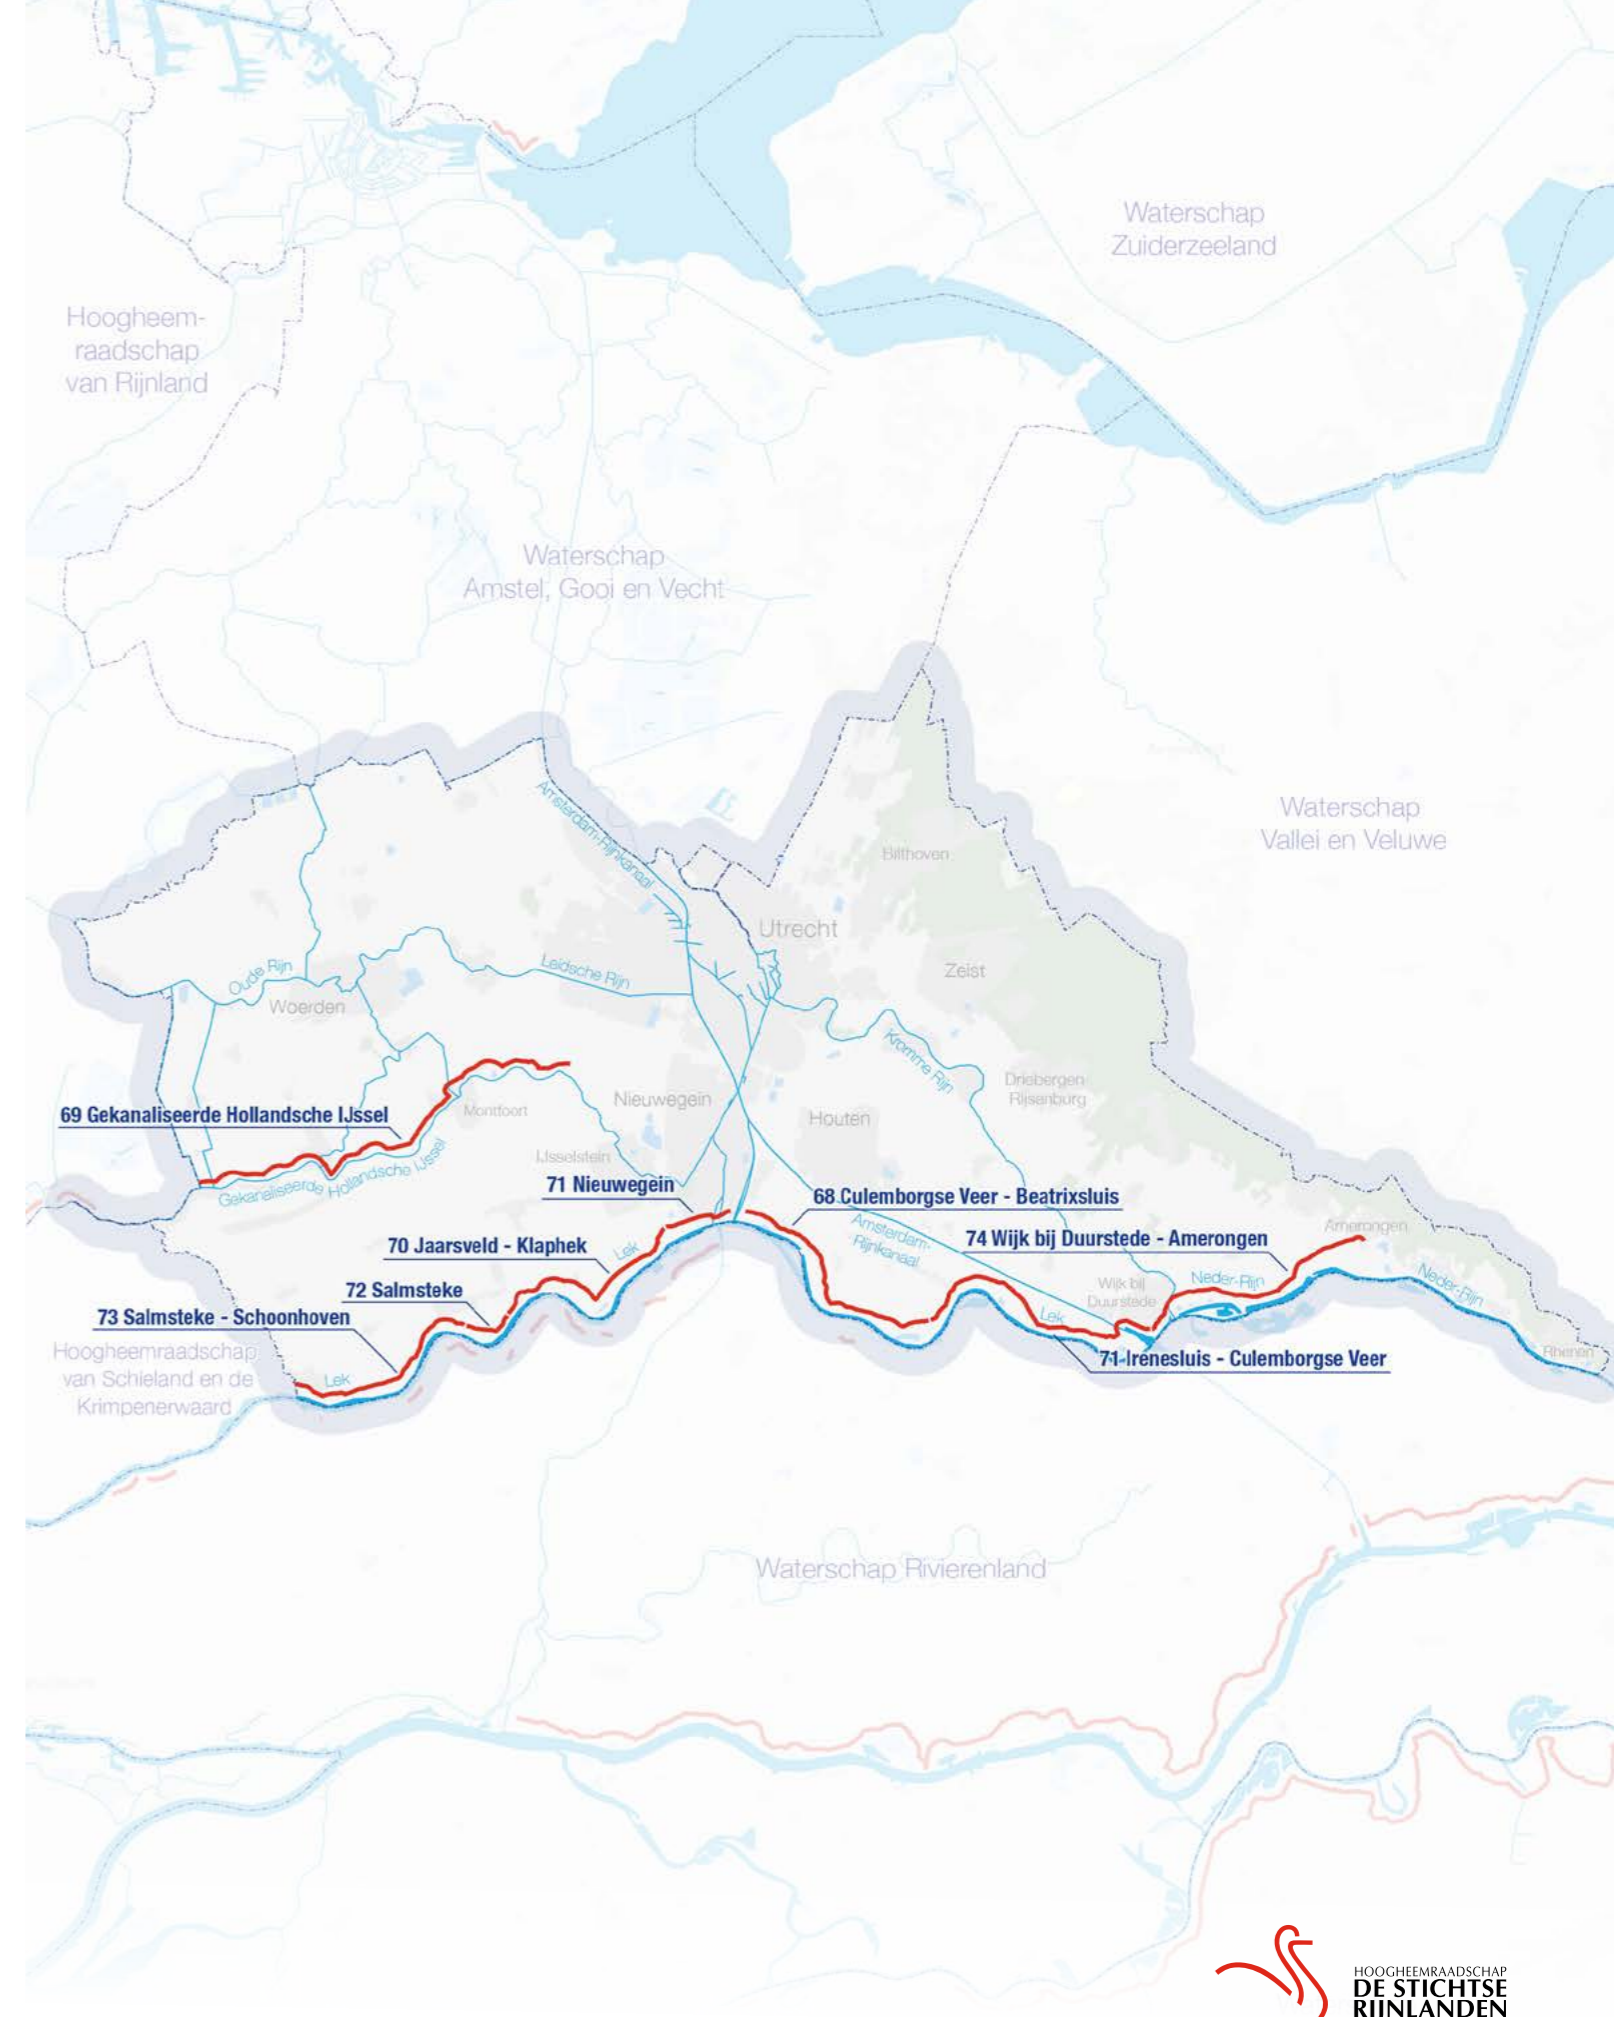 Waterschap
Zuiderzeeland
Hoogheem-
raadschap
van Rijnland
Waterschap
Amstel, Gooi en Vecht
Waterschap
Vallei en Veluwe
Amsterdam-Rijnkanaal
Bilthoven
Utrecht
Zeist
Oude Rijn
Leidsche Rijn
Woerden
Kromme Rijn
Driebergen
Rijsenburg
Nieuwegein
Montfoort
Houten
69 Gekanaliseerde Hollandsche IJssel
Gekanaliseerde Hollandsche IJssel
IJsselstein
71 Nieuwegein
68 Culemborgse Veer - Beatrixsluis
Amsterdam-
Rijnkanaal
74 Wijk bij Duurstede - Amerongen
Amerongen
70 Jaarsveld - Klaphek
Lek
72 Salmsteke
Wijk bij
Duurstede
Neder-Rijn
Neder-Rijn
73 Salmsteke - Schoonhoven
Lek
71 Irenesluis - Culemborgse Veer
Rhenen
Lek
Hoogheemraadschap
van Schieland en de
Krimpenerwaard
Waterschap Rivierenland
HOOGHEEMRAADSCHAP
DE STICHTSE
RIJNLANDEN